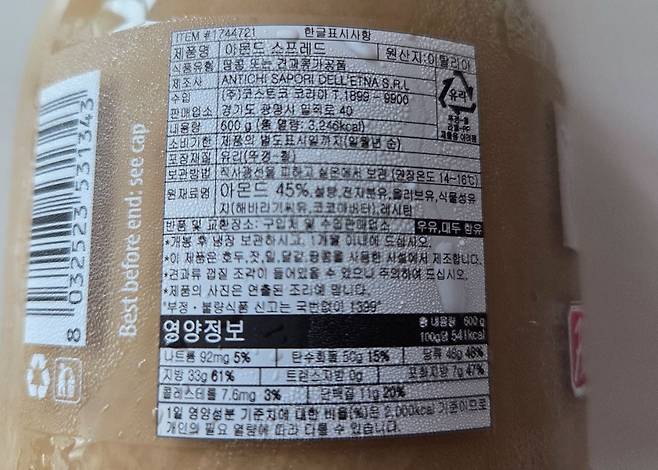 ITEM #1744721 한글표시사항
제품명 아몬드 스프레드 원산지:이탈리아
식품유형 땅콩 또는 견과류가공품
제조사 ANTICHI SAPORI DELL'ETNA S.R.L
수입 (주)코스트코 코리아 T.1899-9900
판매업소 경기도 광명시 일직로 40
내용량 600 g (총 열량: 3,246kcal)
소비기한 제품의 별도표시일까지(일월년 순)
포장재질 유리(뚜껑-철)
보관방법 직사광선을 피하고 실온에서 보관 (권장온도 14~16℃)
원재료명 아몬드 45%,설탕,전지분유,올리브유,식물성유
지(해바라기씨유,코코아버터),레시틴
반품 및 교환장소: 구입처 및 수입판매업소 우유,대두 함유
*개봉 후 냉장 보관하시고, 1개월 이내에 드십시오.
*이 제품은 호두,잣,밀,달걀,땅콩을 사용한 시설에서 제조합니다.
*견과류 껍질 조각이 들어있을 수 있으니 주의하여 드십시오.
*제품의 사진은 연출된 조리예 입니다.
"부정·불량식품 신고는 국번없이 1399"
영양정보 총 내용량 600 g
100g당 541kcal
나트륨 92mg 5% 탄수화물 50g 15% 당류 48g 48%
지방 33g 61% 트랜스지방 0g 포화지방 7g 47%
콜레스테롤 7.6mg 3% 단백질 11g 20%
1일 영양성분 기준치에 대한 비율(%)은 2,000kcal 기준이므로
개인의 필요 열량에 따라 다를 수 있습니다.
유리
Best before end: see cap
8 032523 531343